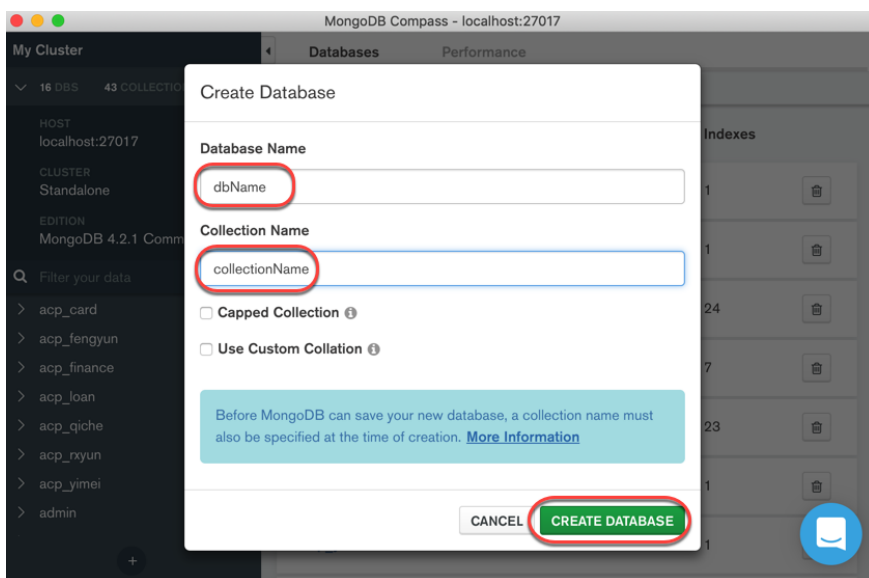 MongoDB Compass - localhost:27017
My Cluster
Databases Performance
16 DBS 43 COLLECTIO
HOST
localhost:27017
CLUSTER
Standalone
EDITION
MongoDB 4.2.1 Comm
Filter your data
acp_card
acp_fengyun
acp_finance
acp_loan
acp_qiche
acp_rxyun
acp_yimei
admin
+
Create Database
Database Name
dbName
Collection Name
collectionName
Capped Collection
Use Custom Collation
Before MongoDB can save your new database, a collection name must
also be specified at the time of creation. More Information
CANCEL CREATE DATABASE
Indexes
1
1
24
7
23
1
1